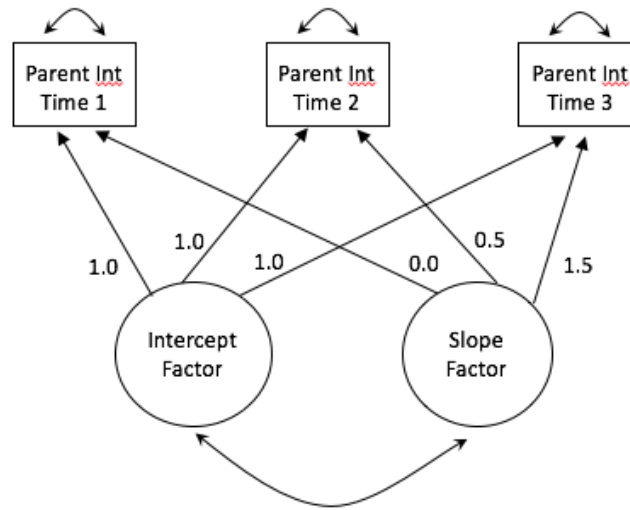 Parent Int
Time 1
Parent Int
Time 2
Parent Int
Time 3
1.0
1.0
1.0
0.0
0.5
1.5
Intercept
Factor
Slope
Factor